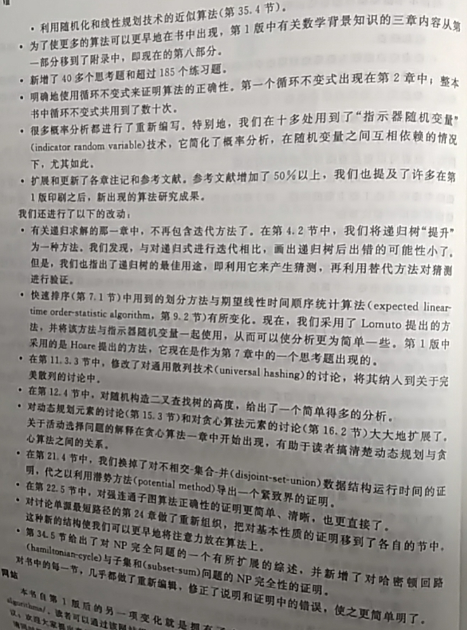 • 利用随机化和线性规划技术的近似算法(第 35.4 节)。
• 为了使更多的算法可以更早地在书中出现,第 1 版中有关数学背景知识的三章内容从第
一部分移到了附录中,即现在的第八部分。
• 新增了 40 多个思考题和超过 185 个练习题。
• 明确地使用循环不变式来证明算法的正确性。第一个循环不变式出现在第 2 章中;整本
书中循环不变式共用到了数十次。
• 很多概率分析都进行了重新编写。特别地,我们在十多处用到了“指示器随机变量”
(indicator random variable)技术,它简化了概率分析,在随机变量之间互相依赖的情况
下,尤其如此。
• 扩展和更新了各章注记和参考文献。参考文献增加了 50%以上,我们也提及了许多在第
1 版印刷之后,新出现的算法研究成果。
我们还进行了以下的改动:
• 有关递归求解的那一章中,不再包含迭代方法了。在第 4.2 节中,我们将递归树“提升”
为一种方法。我们发现,与对递归式进行迭代相比,画出递归树后出错的可能性小了。
但是,我们也指出了递归树的最佳用途,即利用它来产生猜测,再利用替代方法对猜测
进行验证。
• 快速排序(第 7.1 节)中用到的划分方法与期望线性时间顺序统计算法(expected linear-
time order-statistic algorithm,第 9.2 节)有所变化。现在,我们采用了 Lomuto 提出的方
法,并将该方法与指示器随机变量一起使用,从而可以使分析更为简单一些。第 1 版中
采用的是 Hoare 提出的方法,它现在是作为第 7 章中的一个思考题出现的。
• 在第 11.3.3 节中,修改了对通用散列技术(universal hashing)的讨论,将其纳入到关于完
美散列的讨论中。
• 在第 12.4 节中,对随机构造二叉查找树的高度,给出了一个简单得多的分析。
• 对动态规划元素的讨论(第 15.3 节)和对贪心算法元素的讨论(第 16.2 节)大大地扩展了,
关于活动选择问题的解释在贪心算法一章中开始出现,有助于读者搞清楚动态规划与贪
心算法之间的关系。
• 在第 21.4 节中,我们换掉了对不相交-集合-并(disjoint-set-union)数据结构运行时间的证
明,代之以利用潜势方法(potential method)导出一个紧致界的证明。
• 在第 22.5 节中,对强连通子图算法正确性的证明更简单、清晰,也更直接了。
• 对讨论单源最短路径的第 24 章做了重新组织,把对基本性质的证明移到了各自的节中,
这种新的结构使我们可以更早地将注意力放在算法上。
• 第 34.5 节给出了对 NP 完全问题的一个有所扩展的综述,并新增了对哈密顿回路
(hamiltonian-cycle)与子集和(subset-sum)问题的 NP 完全性的证明。
对书中的每一节,几乎都做了重新编辑,修正了说明和证明中的错误,使之更简单明了。
网站
本书自第 1 版后的另一项变化就是拥有了
algorithms/,读者可以通过该网站